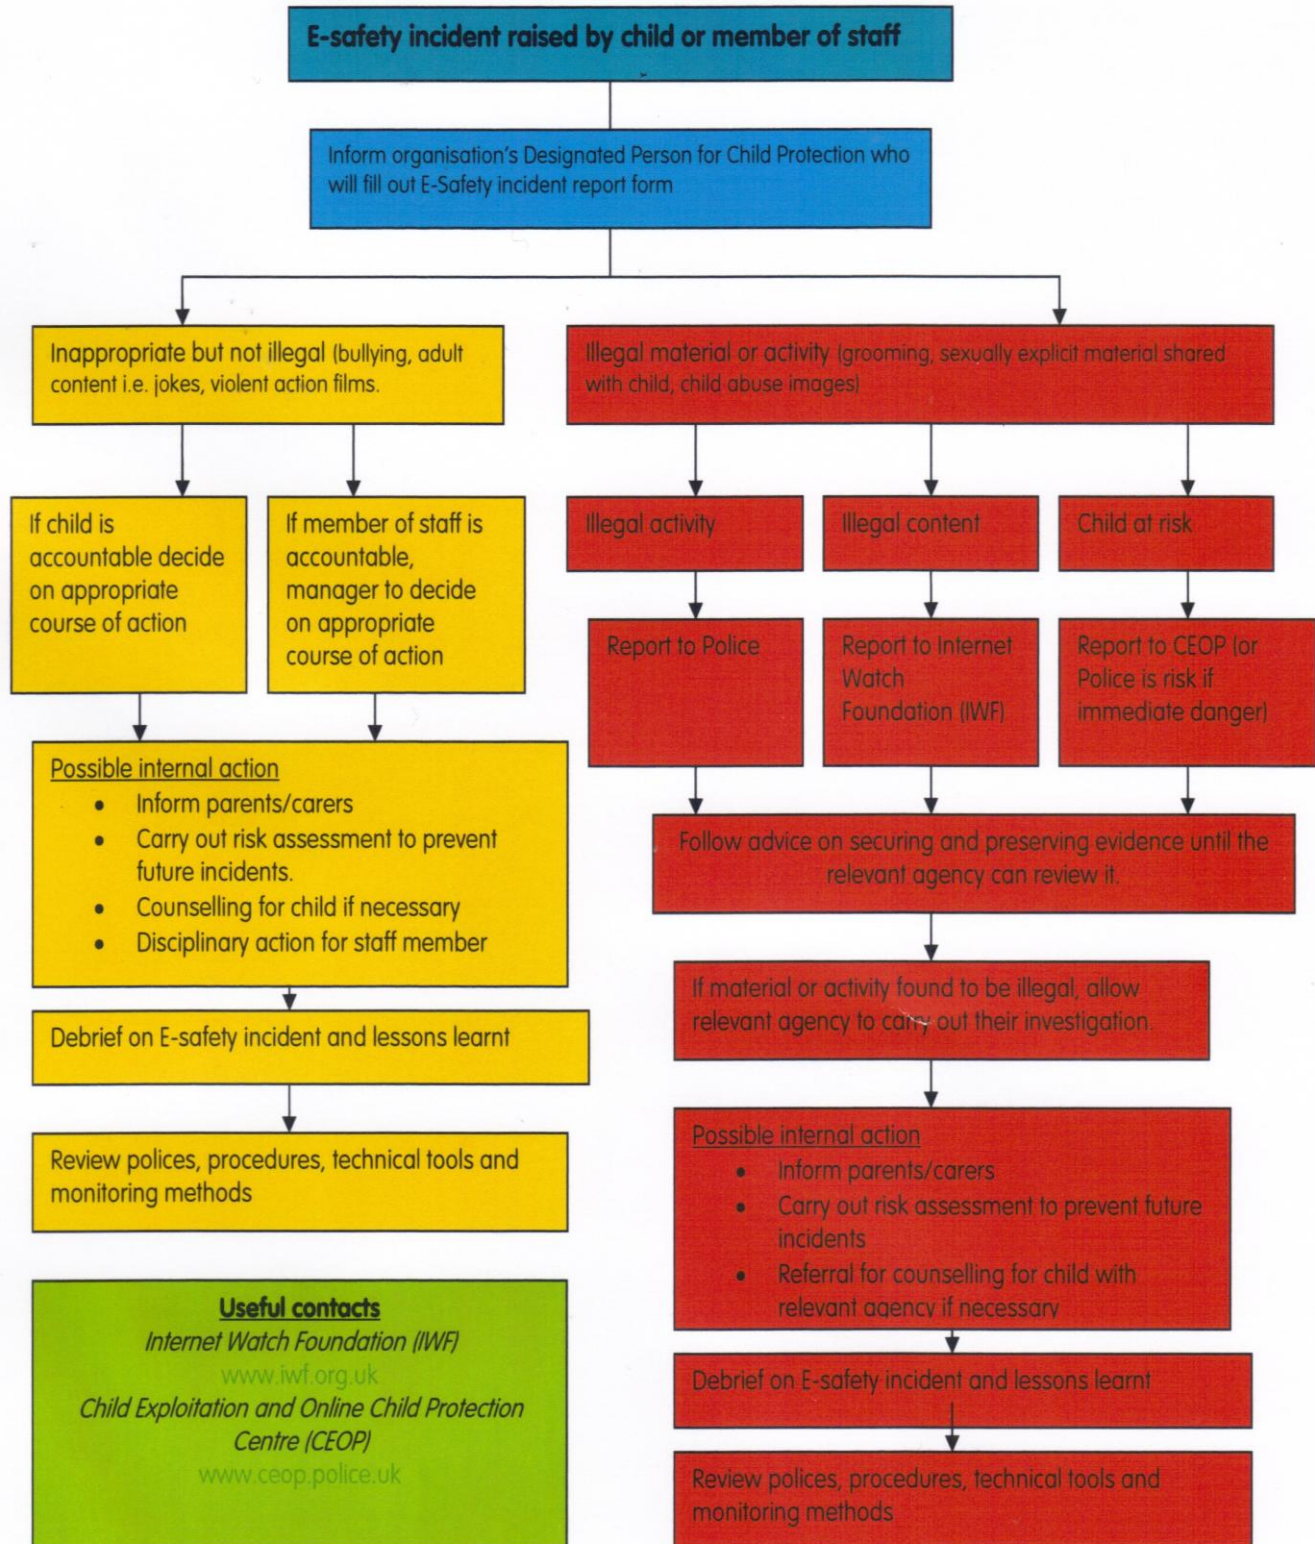 E-safety incident raised by child or member of staff
Inform organisation's Designated Person for Child Protection who
will fill out E-Safety incident report form
Inappropriate but not illegal (bullying, adult
content i.e. jokes, violent action films.
Illegal material or activity (grooming, sexually explicit material shared
with child, child abuse images)
If child is
accountable decide
on appropriate
course of action
If member of staff is
accountable,
manager to decide
on appropriate
course of action
Illegal activity
Illegal content
Child at risk
Report to Police
Report to Internet
Watch
Foundation (IWF)
Report to CEOP (or
Police is risk if
immediate danger)
Possible internal action
• Inform parents/carers
• Carry out risk assessment to prevent
future incidents.
• Counselling for child if necessary
• Disciplinary action for staff member
Follow advice on securing and preserving evidence until the
relevant agency can review it.
If material or activity found to be illegal, allow
relevant agency to carry out their investigation.
Debrief on E-safety incident and lessons learnt
Review polices, procedures, technical tools and
monitoring methods
Possible internal action
• Inform parents/carers
• Carry out risk assessment to prevent future
incidents
• Referral for counselling for child with
relevant agency if necessary
Debrief on E-safety incident and lessons learnt
Review polices, procedures, technical tools and
monitoring methods
Useful contacts
Internet Watch Foundation (IWF)
www.iwf.org.uk
Child Exploitation and Online Child Protection
Centre (CEOP)
www.ceop.police.uk